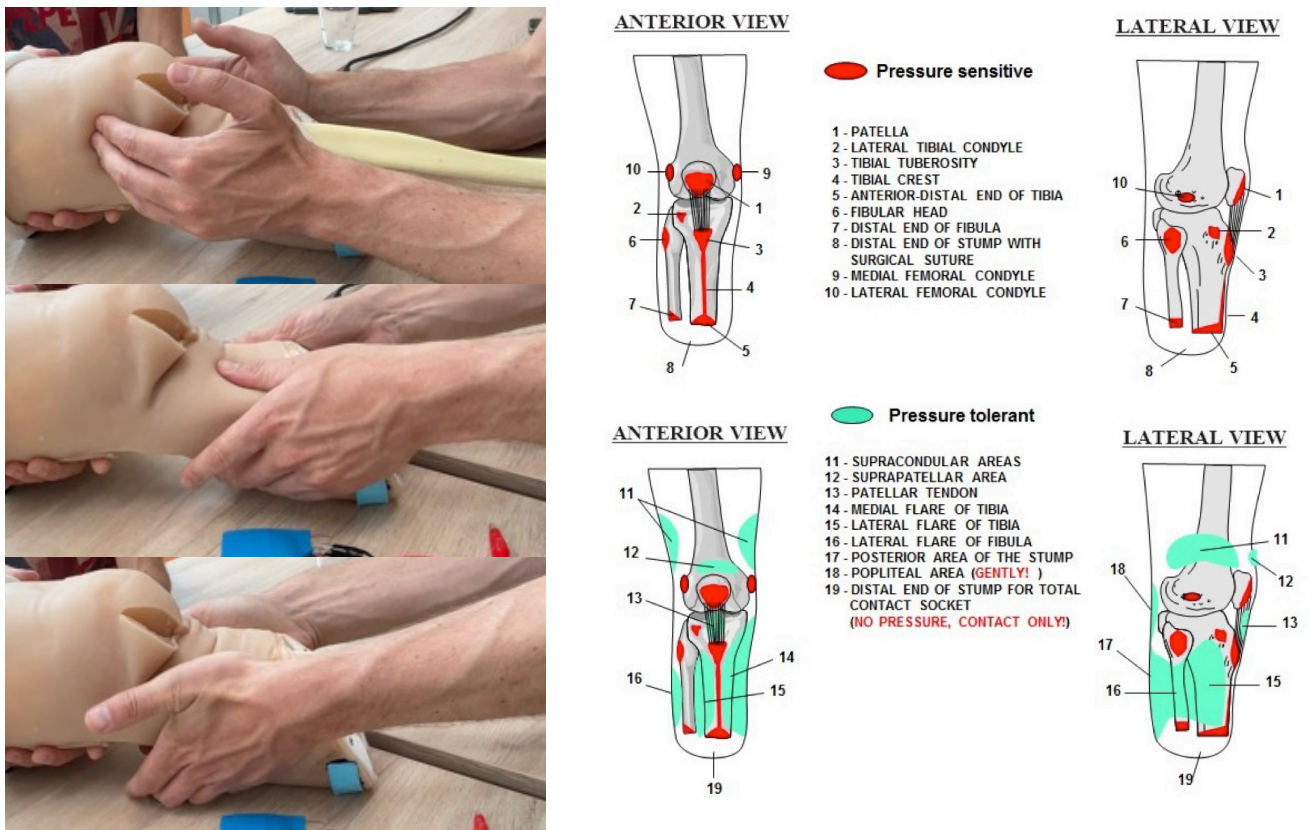 ANTERIOR VIEW
LATERAL VIEW
Pressure sensitive
1 - PATELLA
2 - LATERAL TIBIAL CONDYLE
3 - TIBIAL TUBEROSITY
4 - TIBIAL CREST
5 - ANTERIOR-DISTAL END OF TIBIA
6 - FIBULAR HEAD
7 - DISTAL END OF FIBULA
8 - DISTAL END OF STUMP WITH
SURGICAL SUTURE
9 - MEDIAL FEMORAL CONDYLE
10 - LATERAL FEMORAL CONDYLE
10
9
2
1
6
3
4
7
5
8
10
1
6
2
3
7
4
8
5
Pressure tolerant
ANTERIOR VIEW
LATERAL VIEW
11 - SUPRACONDULAR AREAS
12 - SUPRAPATELLAR AREA
13 - PATELLAR TENDON
14 - MEDIAL FLARE OF TIBIA
15 - LATERAL FLARE OF TIBIA
16 - LATERAL FLARE OF FIBULA
17 - POSTERIOR AREA OF THE STUMP
18 - POPLITEAL AREA (GENTLY! )
19 - DISTAL END OF STUMP FOR TOTAL
CONTACT SOCKET
(NO PRESSURE, CONTACT ONLY!)
11
12
13
14
16
15
19
11
18
12
13
17
16
15
19